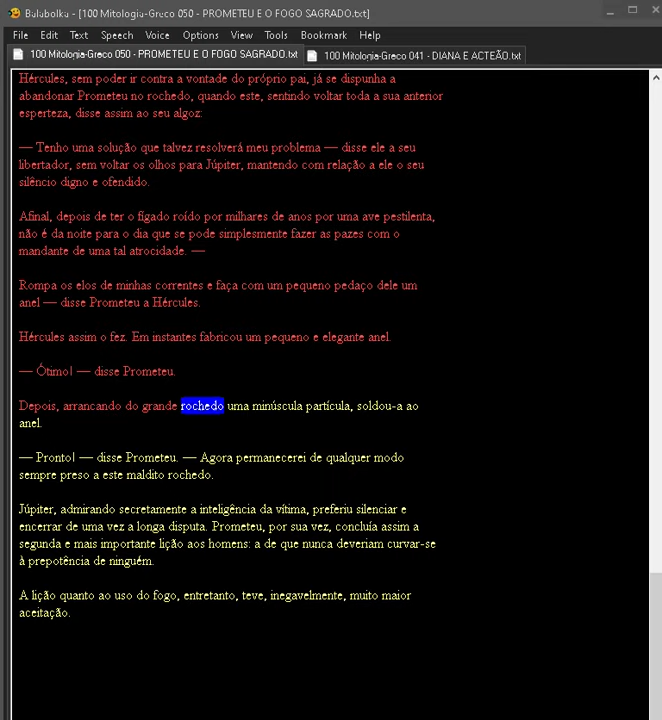 Balabolka - [100 Mitologia-Greco 050 - PROMETEU E O FOGO SAGRADO.txt]
File Edit Text Speech Voice Options View Tools Bookmark Help
100 Mitologia-Greco 050 - PROMETEU E O FOGO SAGRADO.txt 100 Mitologia-Greco 041 - DIANA E ACTEÃO.txt
Hércules, sem poder ir contra a vontade do próprio pai, já se dispunha a
abandonar Prometeu no rochedo, quando este, sentindo voltar toda a sua anterior
esperteza, disse assim ao seu algoz:
— Tenho uma solução que talvez resolverá meu problema — disse ele a seu
libertador, sem voltar os olhos para Júpiter, mantendo com relação a ele o seu
silêncio digno e ofendido.
Afinal, depois de ter o fígado roído por milhares de anos por uma ave pestilenta,
não é da noite para o dia que se pode simplesmente fazer as pazes com o
mandante de uma tal atrocidade. —
Rompa os elos de minhas correntes e faça com um pequeno pedaço dele um
anel — disse Prometeu a Hércules.
Hércules assim o fez. Em instantes fabricou um pequeno e elegante anel.
— Ótimo! — disse Prometeu.
Depois, arrancando do grande rochedo uma minúscula partícula, soldou-a ao
anel.
— Pronto! — disse Prometeu. — Agora permanecerei de qualquer modo
sempre preso a este maldito rochedo.
Júpiter, admirando secretamente a inteligência da vítima, preferiu silenciar e
encerrar de uma vez a longa disputa. Prometeu, por sua vez, concluía assim a
segunda e mais importante lição aos homens: a de que nunca deveriam curvar-se
à prepotência de ninguém.
A lição quanto ao uso do fogo, entretanto, teve, inegavelmente, muito maior
aceitação.